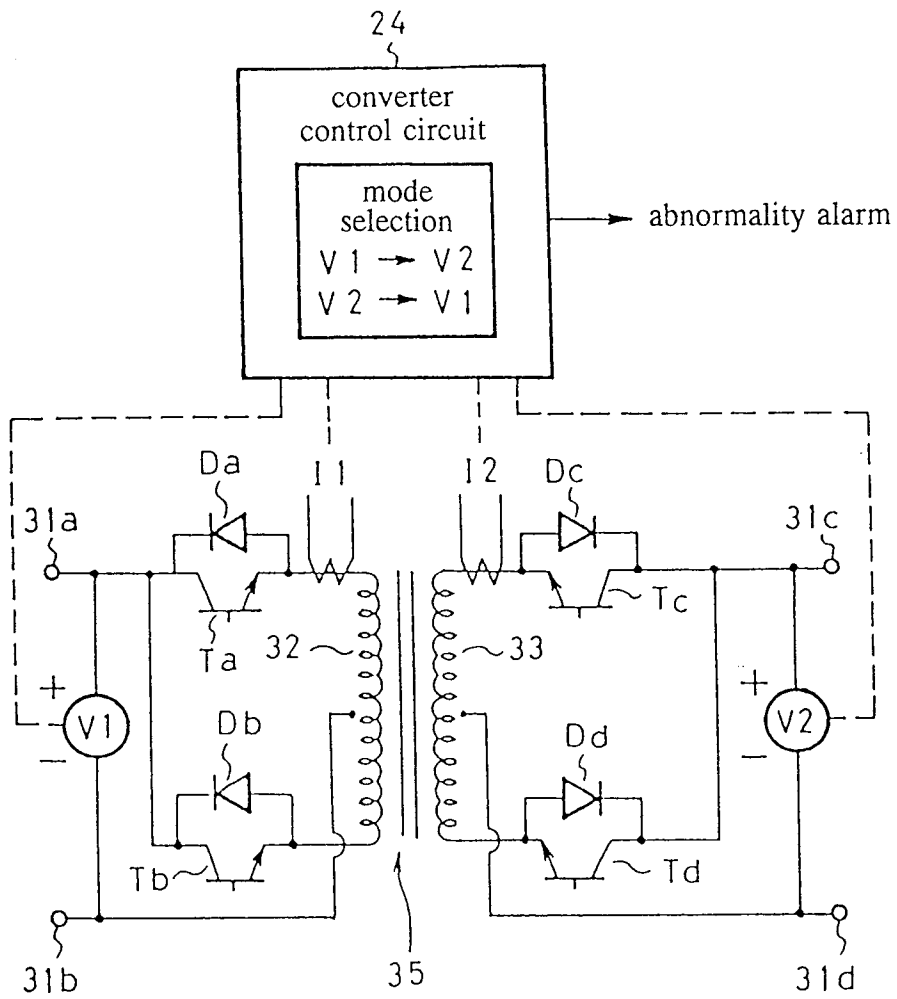 24
converter
control circuit
mode
selection
V1 → V2
V2 → V1
abnormality alarm
Da
I1
I2
Dc
31a
31c
Ta
32
33
Tc
+
V1
−
+
V2
−
Db
Dd
Tb
Td
31b
35
31d